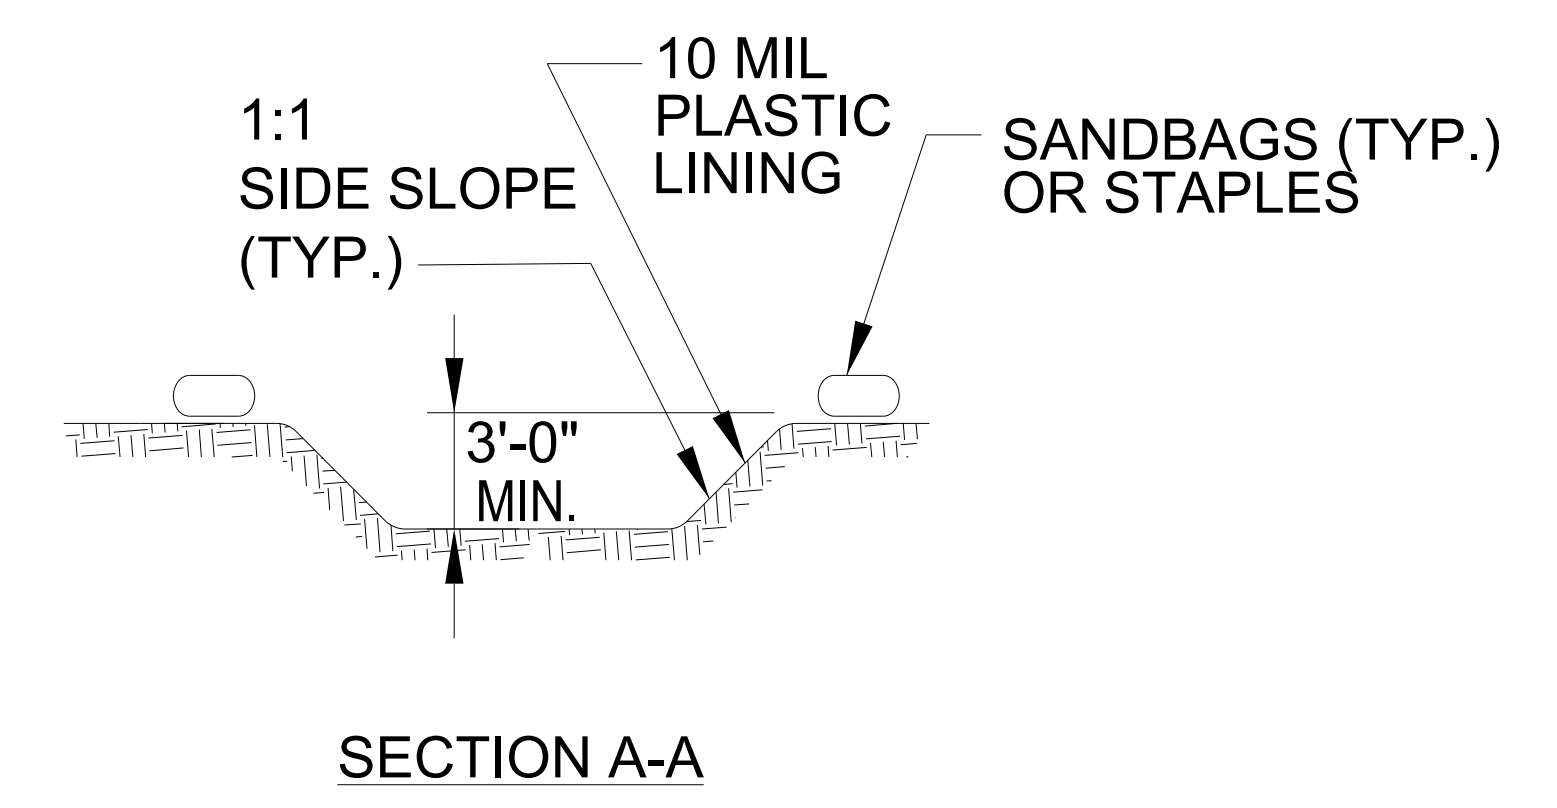 10 MIL
PLASTIC
LINING
1:1
SIDE SLOPE
(TYP.)
SANDBAGS (TYP.)
OR STAPLES
3'-0"
MIN.
SECTION A-A